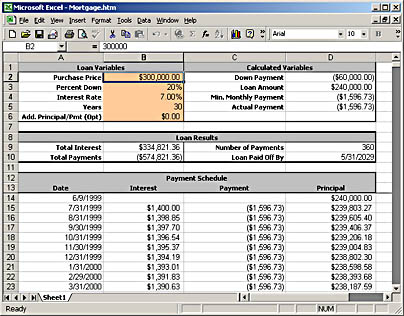 Microsoft Excel - Mortgage.htm
File Edit View Insert Format Tools Data Window Help
Arial 10 B
B2 = 300000
A B C D
1 Loan Variables Calculated Variables
2 Purchase Price $300,000.00 Down Payment ($60,000.00)
3 Percent Down 20% Loan Amount $240,000.00
4 Interest Rate 7.00% Min. Monthly Payment ($1,596.73)
5 Years 30 Actual Payment ($1,596.73)
6 Add. Principal/Pmt (Opt) $0.00
7
8 Loan Results
9 Total Interest $334,821.36 Number of Payments 360
10 Total Payments ($574,821.36) Loan Paid Off By 5/31/2029
11
12 Payment Schedule
13 Date Interest Payment Principal
14 6/9/1999 $240,000.00
15 7/31/1999 $1,400.00 ($1,596.73) $239,803.27
16 8/31/1999 $1,398.85 ($1,596.73) $239,605.40
17 9/30/1999 $1,397.70 ($1,596.73) $239,406.37
18 10/31/1999 $1,396.54 ($1,596.73) $239,206.18
19 11/30/1999 $1,395.37 ($1,596.73) $239,004.83
20 12/31/1999 $1,394.19 ($1,596.73) $238,802.30
21 1/31/2000 $1,393.01 ($1,596.73) $238,598.58
22 2/29/2000 $1,391.83 ($1,596.73) $238,393.68
23 3/31/2000 $1,390.63 ($1,596.73) $238,187.59
Sheet1
Ready NUM